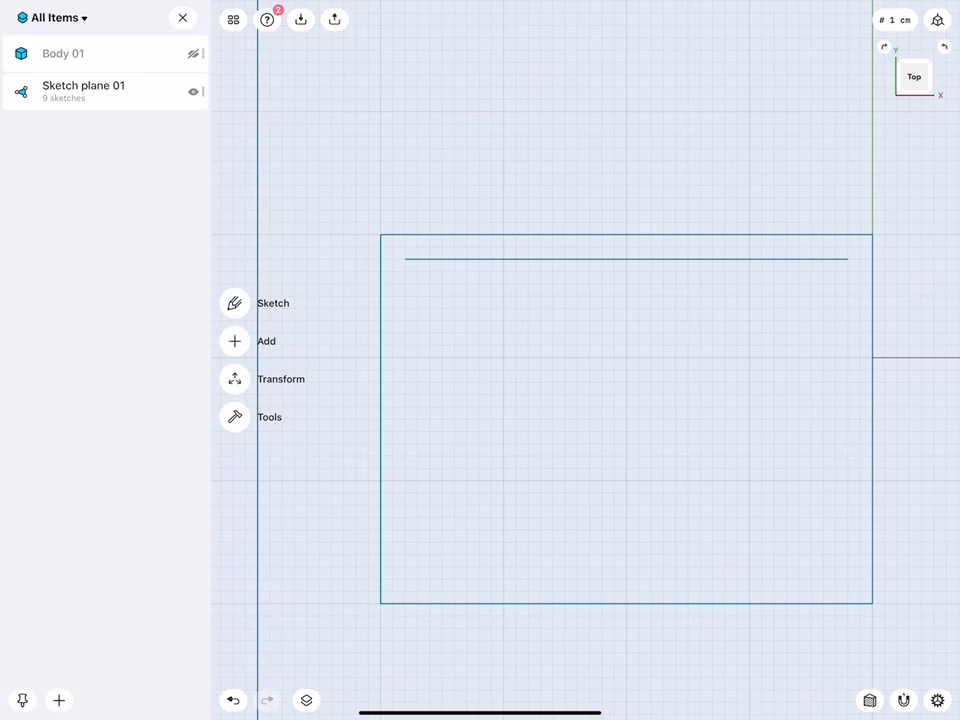 All Items
2
# 1 cm
Body 01
Sketch plane 01
9 sketches
y
Top
x
Sketch
Add
Transform
Tools